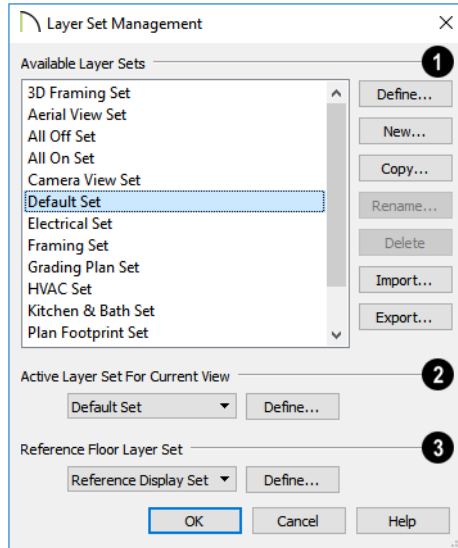 Layer Set Management
Available Layer Sets
1
3D Framing Set
Aerial View Set
All Off Set
All On Set
Camera View Set
Default Set
Electrical Set
Framing Set
Grading Plan Set
HVAC Set
Kitchen & Bath Set
Plan Footprint Set
Define...
New...
Copy...
Rename...
Delete
Import...
Export...
Active Layer Set For Current View
2
Default Set
Define...
Reference Floor Layer Set
3
Reference Display Set
Define...
OK
Cancel
Help